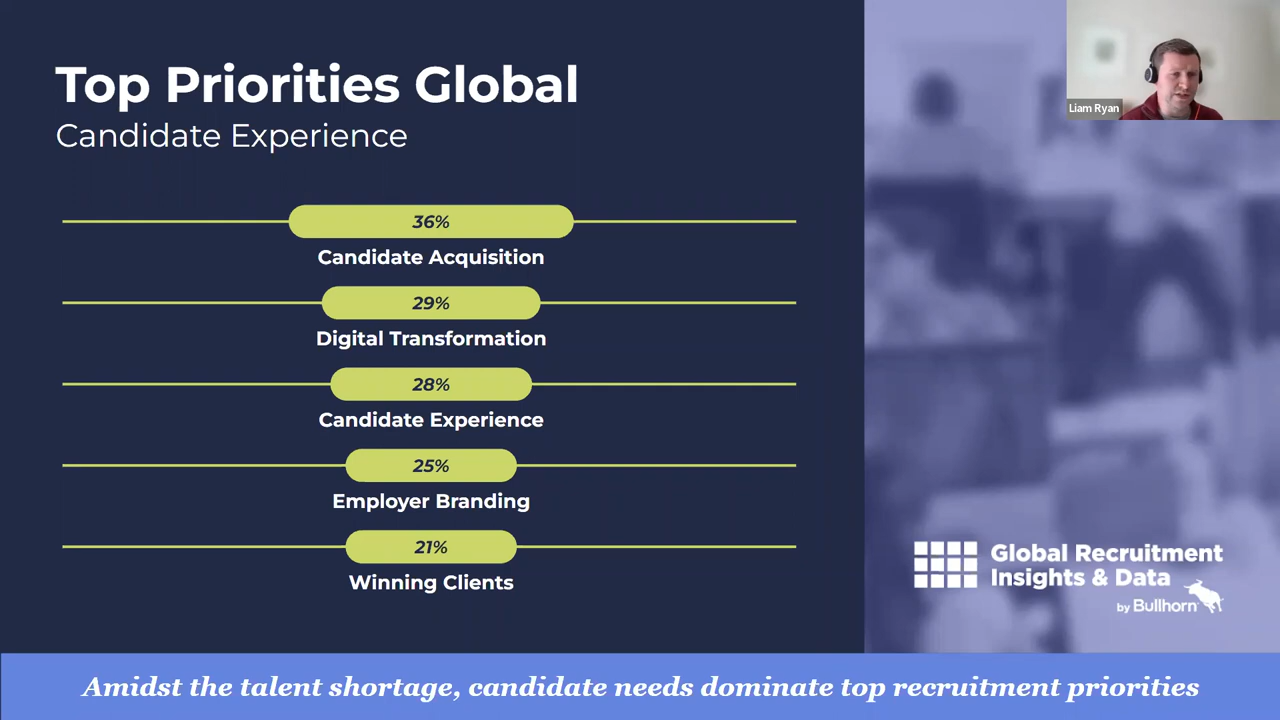 Top Priorities Global
Candidate Experience
36%
Candidate Acquisition
29%
Digital Transformation
28%
Candidate Experience
25%
Employer Branding
21%
Winning Clients
Liam Ryan
Global Recruitment
Insights & Data
by Bullhorn
Amidst the talent shortage, candidate needs dominate top recruitment priorities